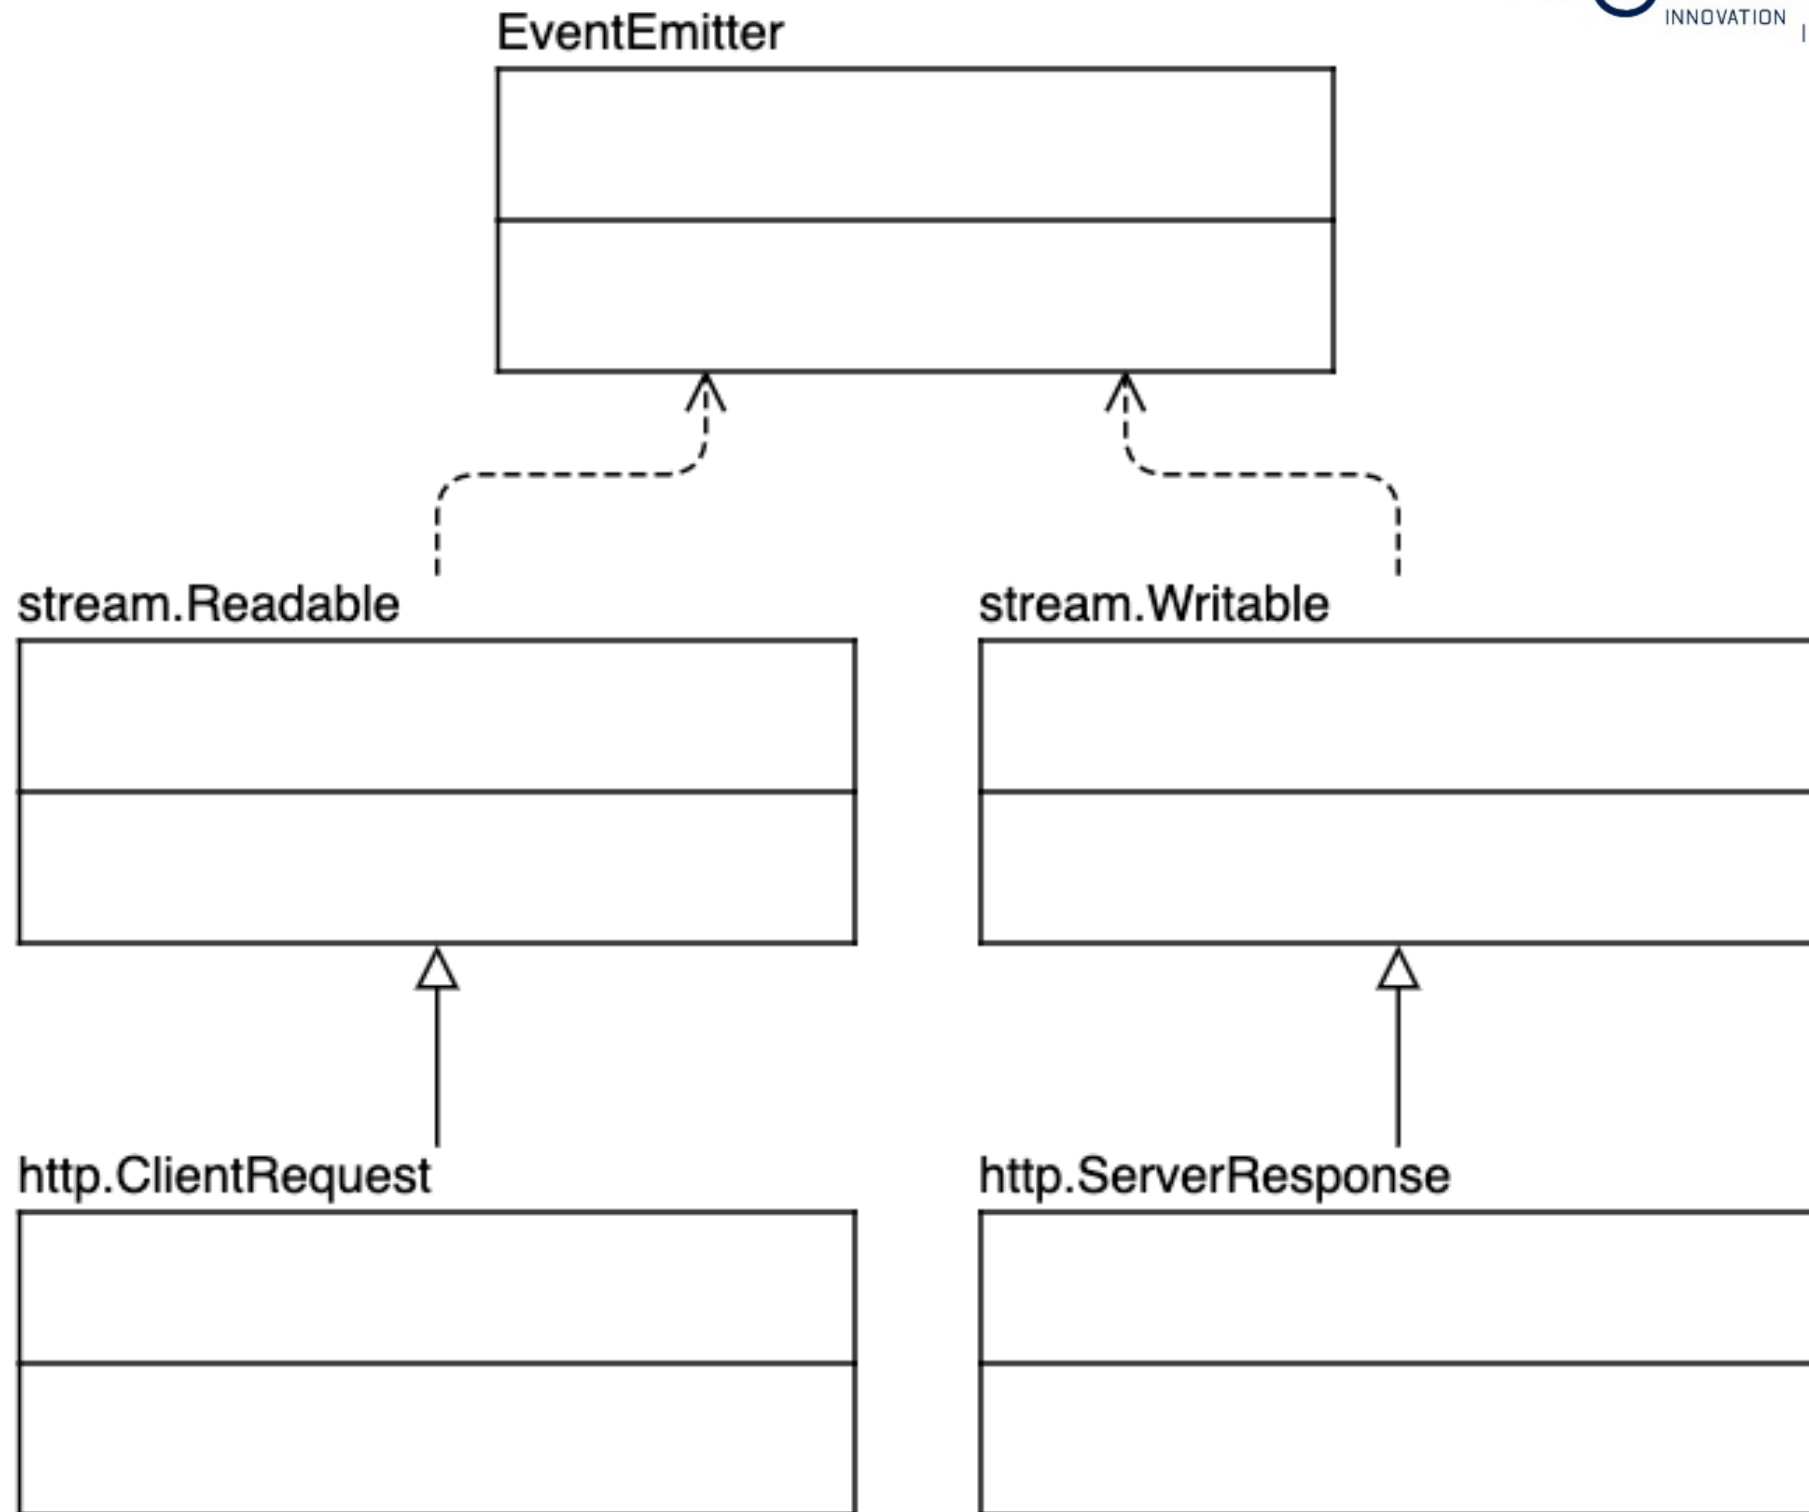 EventEmitter
INNOVATION
stream.Readable
stream.Writable
http.ClientRequest
http.ServerResponse